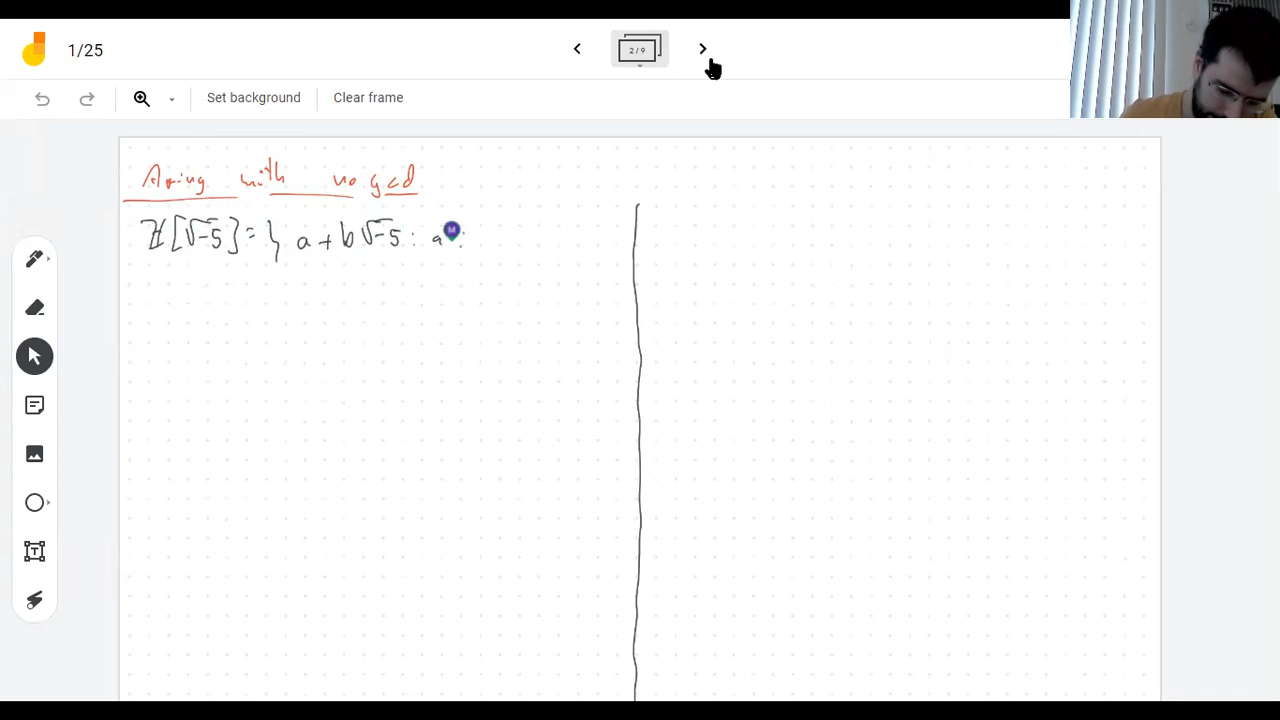 1/25
2/9
Set background
Clear frame
A ring with no gcd
ℤ[√-5] = { a + b√-5 : a
M